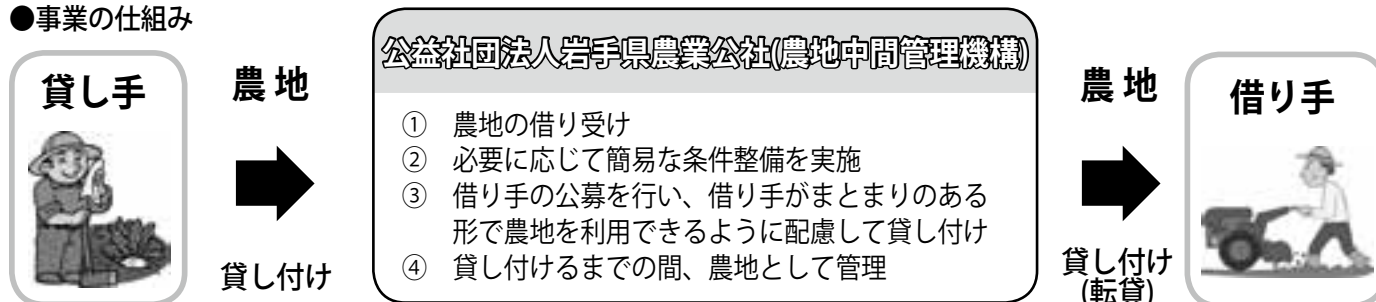 ●事業の仕組み
貸し手
農 地
貸し付け
公益社団法人岩手県農業公社(農地中間管理機構)
① 農地の借り受け
② 必要に応じて簡易な条件整備を実施
③ 借り手の公募を行い、借り手がまとまりのある
形で農地を利用できるように配慮して貸し付け
④ 貸し付けるまでの間、農地として管理
農 地
貸し付け
(転貸)
借り手